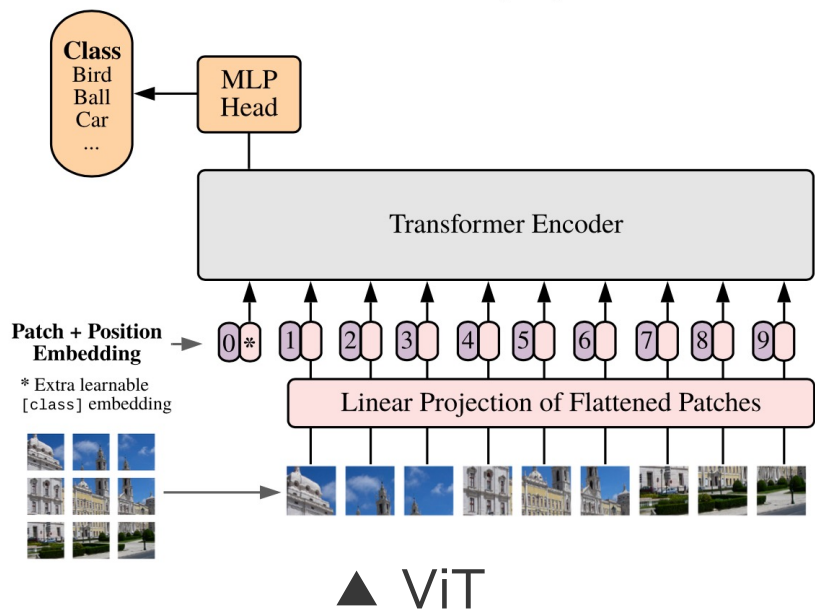 Class
Bird
Ball
Car
...
MLP
Head
Transformer Encoder
Patch + Position
Embedding
0 * 1 2 3 4 5 6 7 8 9
* Extra learnable
[class] embedding
Linear Projection of Flattened Patches
▲ ViT